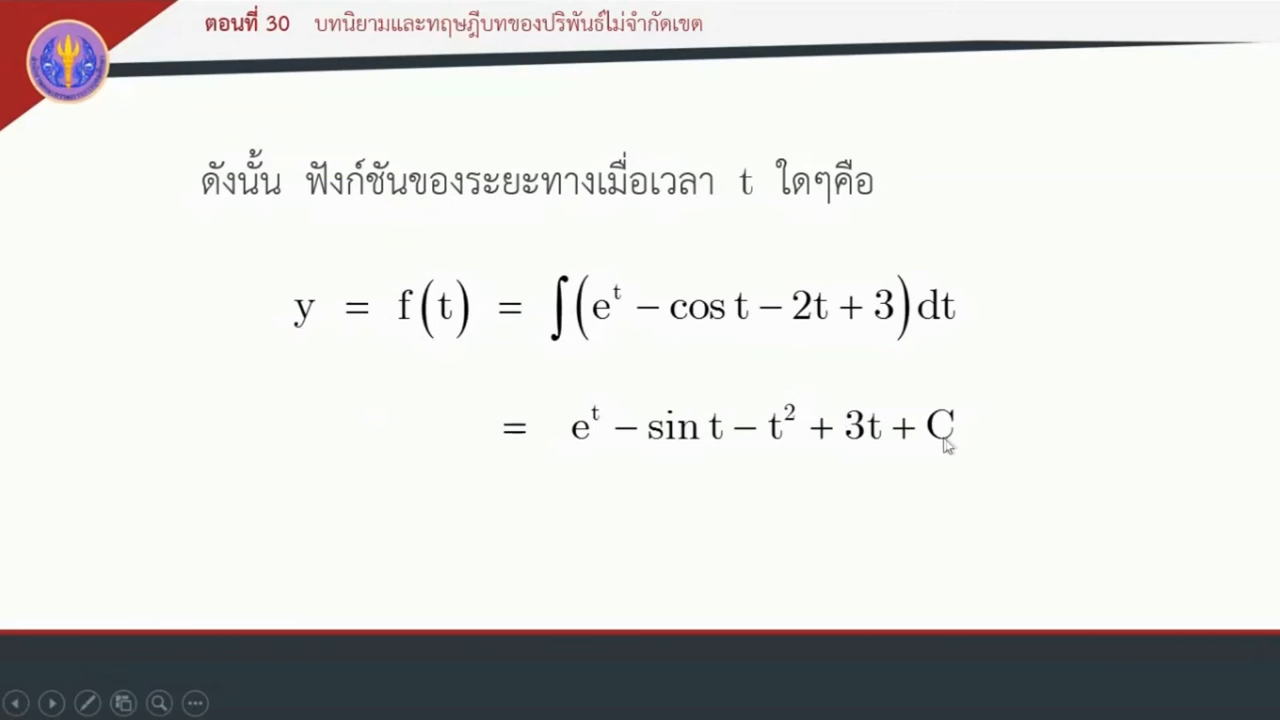 ตอนที่ 30 บทนิยามและทฤษฎีบทของปริพันธ์ไม่จำกัดเขต
ดังนั้น ฟังก์ชันของระยะทางเมื่อเวลา t ใดๆคือ
y = f(t) = ∫(eᵗ − cos t − 2t + 3)dt
= eᵗ − sin t − t² + 3t + C